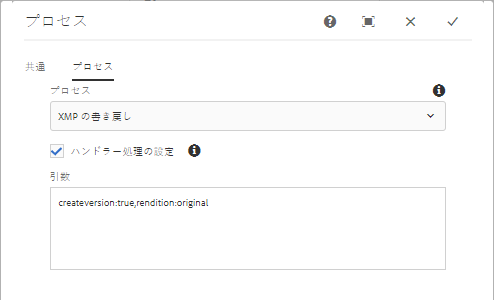 プロセス
共通 プロセス
プロセス
XMP の書き戻し
ハンドラー処理の設定
引数
createversion:true,rendition:original